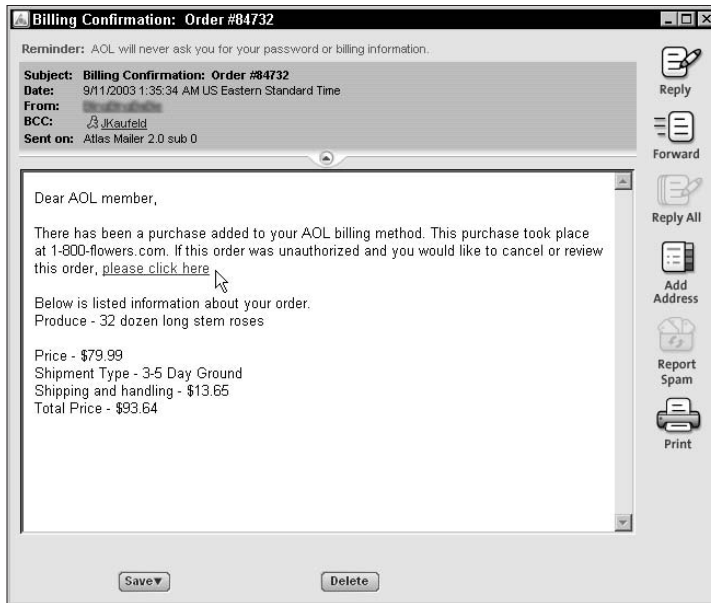 Billing Confirmation: Order #84732
Reminder: AOL will never ask you for your password or billing information.
Subject: Billing Confirmation: Order #84732
Date: 9/11/2003 1:35:34 AM US Eastern Standard Time
From:
BCC: JKaufeld
Sent on: Atlas Mailer 2.0 sub 0
Dear AOL member,
There has been a purchase added to your AOL billing method. This purchase took place
at 1-800-flowers.com. If this order was unauthorized and you would like to cancel or review
this order, please click here
Below is listed information about your order.
Produce - 32 dozen long stem roses
Price - $79.99
Shipment Type - 3-5 Day Ground
Shipping and handling - $13.65
Total Price - $93.64
Reply
Forward
Reply All
Add
Address
Report
Spam
Print
Save
Delete